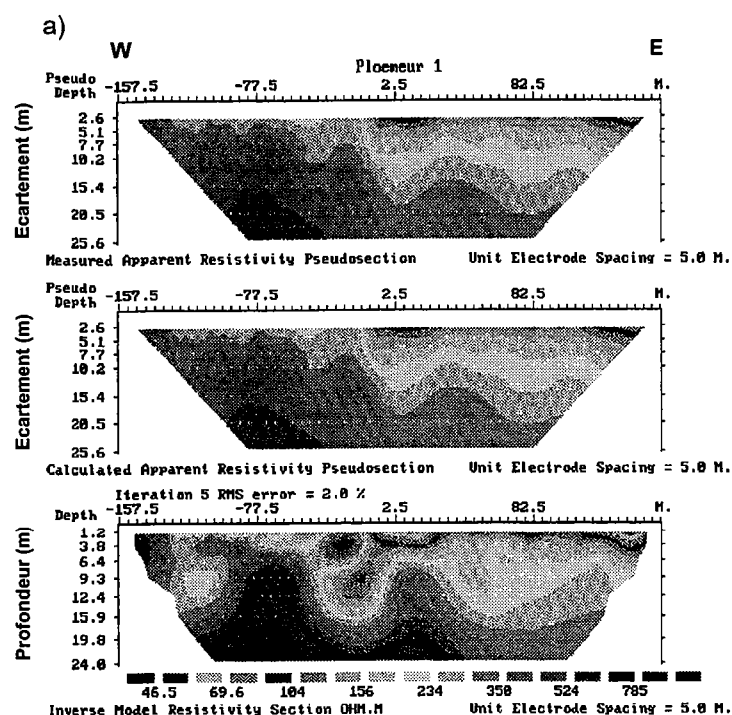 a)
W
E
Ploemeur 1
Pseudo Depth -157.5 -77.5 2.5 82.5 M.
Ecartement (m)
2.6
5.1
7.7
10.2
15.4
20.5
25.6
Measured Apparent Resistivity Pseudosection Unit Electrode Spacing = 5.0 M.
Pseudo Depth -157.5 -77.5 2.5 82.5 M.
Ecartement (m)
2.6
5.1
7.7
10.2
15.4
20.5
25.6
Calculated Apparent Resistivity Pseudosection Unit Electrode Spacing = 5.0 M.
Iteration 5 RMS error = 2.0 %
Depth -157.5 -77.5 2.5 82.5 M.
Profondeur (m)
1.2
3.8
6.4
9.3
12.4
15.9
19.8
24.0
46.5 69.6 104 156 234 350 524 785
Inverse Model Resistivity Section OHM.M Unit Electrode Spacing = 5.0 M.